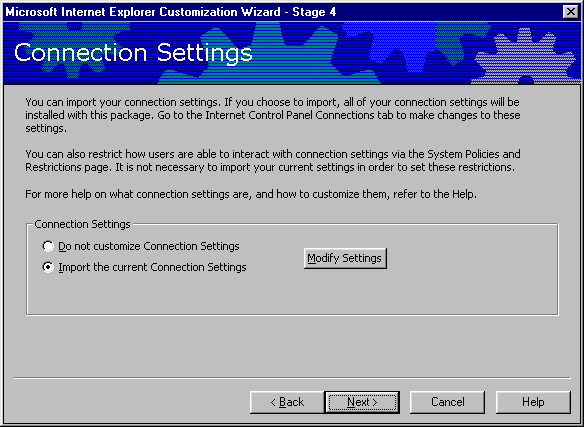 Microsoft Internet Explorer Customization Wizard - Stage 4
Connection Settings
You can import your connection settings. If you choose to import, all of your connection settings will be
installed with this package. Go to the Internet Control Panel Connections tab to make changes to these
settings.
You can also restrict how users are able to interact with connection settings via the System Policies and
Restrictions page. It is not necessary to import your current settings in order to set these restrictions.
For more help on what connection settings are, and how to customize them, refer to the Help.
Connection Settings
Do not customize Connection Settings
Import the current Connection Settings
Modify Settings
< Back
Next >
Cancel
Help